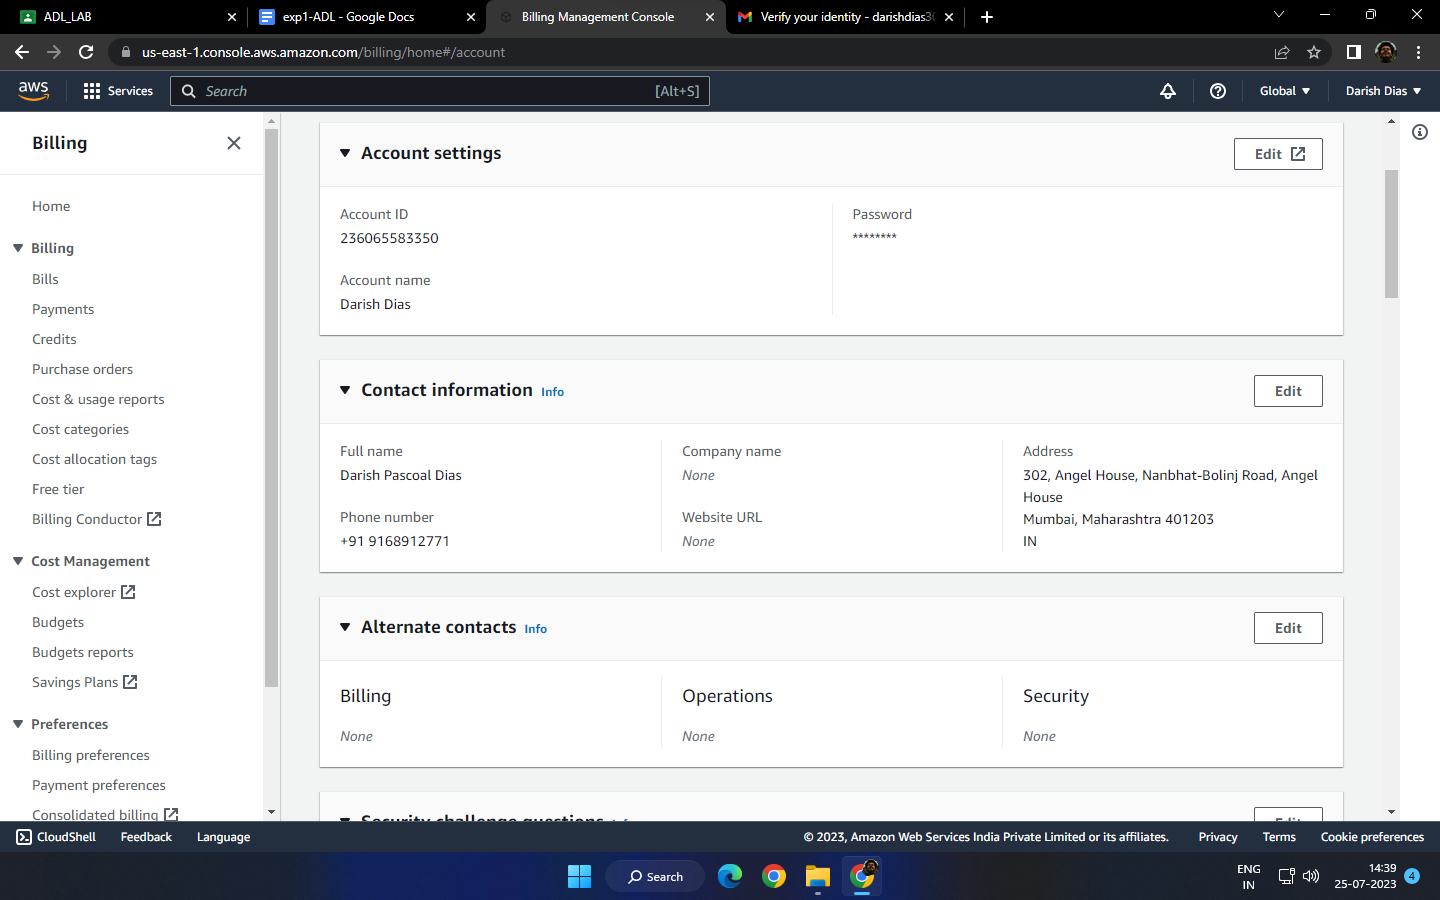 ADL_LAB
exp1-ADL - Google Docs
Billing Management Console
Verify your identity - darishdias3
us-east-1.console.aws.amazon.com/billing/home#/account
aws
Services
Search
[Alt+S]
Global
Darish Dias
Billing
Home
Billing
Bills
Payments
Credits
Purchase orders
Cost & usage reports
Cost categories
Cost allocation tags
Free tier
Billing Conductor
Cost Management
Cost explorer
Budgets
Budgets reports
Savings Plans
Preferences
Billing preferences
Payment preferences
Consolidated billing
Account settings
Edit
Account ID
236065583350
Account name
Darish Dias
Password
********
Contact information Info
Edit
Full name
Darish Pascoal Dias
Phone number
+91 9168912771
Company name
None
Website URL
None
Address
302, Angel House, Nanbhat-Bolinj Road, Angel
House
Mumbai, Maharashtra 401203
IN
Alternate contacts Info
Edit
Billing
None
Operations
None
Security
None
Security challenge questions Info
Edit
CloudShell
Feedback
Language
© 2023, Amazon Web Services India Private Limited or its affiliates.
Privacy
Terms
Cookie preferences
Search
ENG
IN
14:39
25-07-2023
4